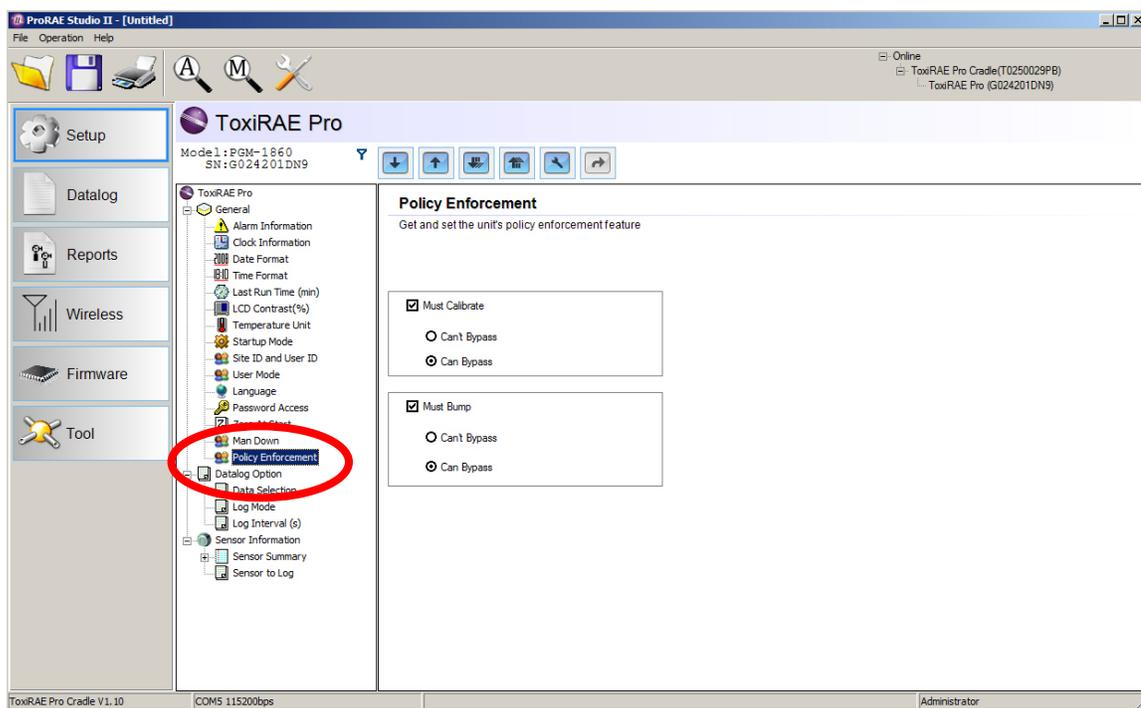 ProRAE Studio II - [Untitled]
File Operation Help
A M
Online
ToxiRAE Pro Cradle(T0250029PB)
ToxiRAE Pro (G024201DN9)
Setup
Datalog
Reports
Wireless
Firmware
Tool
ToxiRAE Pro
Model:PGM-1860
SN:G024201DN9
ToxiRAE Pro
General
Alarm Information
Clock Information
Date Format
Time Format
Last Run Time (min)
LCD Contrast(%)
Temperature Unit
Startup Mode
Site ID and User ID
User Mode
Language
Password Access
Zero At Start
Man Down
Policy Enforcement
Datalog Option
Data Selection
Log Mode
Log Interval (s)
Sensor Information
Sensor Summary
Sensor to Log
Policy Enforcement
Get and set the unit's policy enforcement feature
Must Calibrate
Can't Bypass
Can Bypass
Must Bump
Can't Bypass
Can Bypass
ToxiRAE Pro Cradle V1.10
COM5 115200bps
Administrator